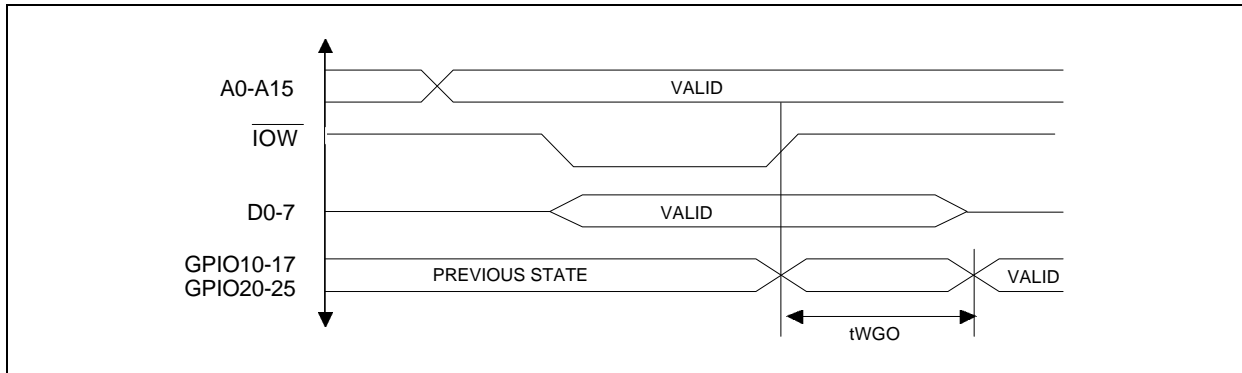 A0-A15
VALID
IOW
D0-7
VALID
GPIO10-17
GPIO20-25
PREVIOUS STATE
VALID
tWGO